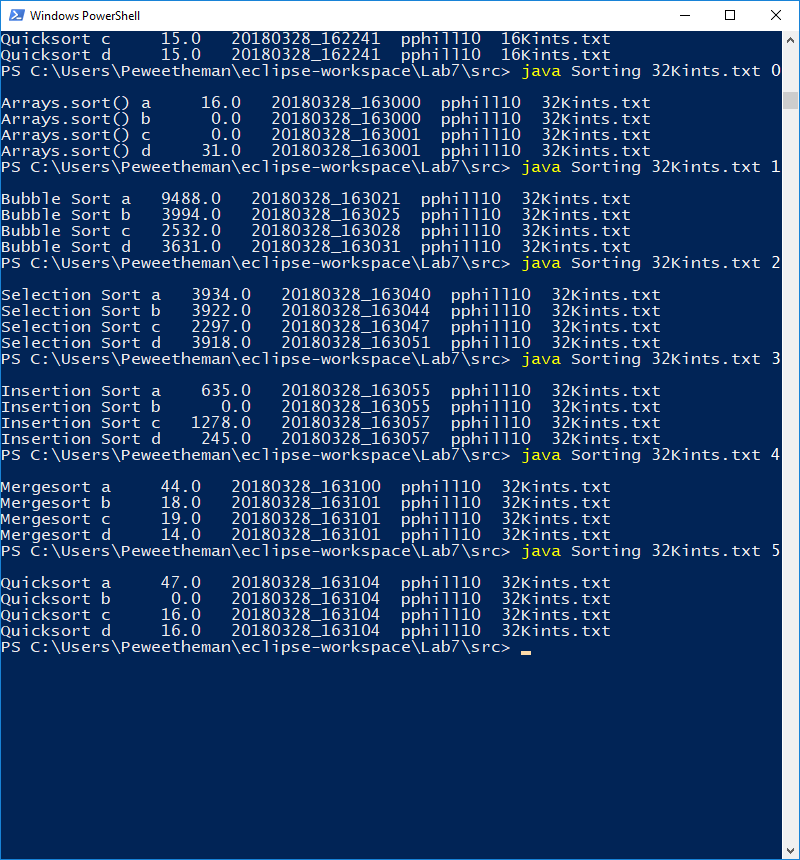 Windows PowerShell
Quicksort c     15.0   20180328_162241  pphill10  16Kints.txt
Quicksort d     15.0   20180328_162241  pphill10  16Kints.txt
PS C:\Users\Peweetheman\eclipse-workspace\Lab7\src> java Sorting 32Kints.txt 0
Arrays.sort() a     16.0   20180328_163000  pphill10  32Kints.txt
Arrays.sort() b      0.0   20180328_163000  pphill10  32Kints.txt
Arrays.sort() c      0.0   20180328_163001  pphill10  32Kints.txt
Arrays.sort() d     31.0   20180328_163001  pphill10  32Kints.txt
PS C:\Users\Peweetheman\eclipse-workspace\Lab7\src> java Sorting 32Kints.txt 1
Bubble Sort a   9488.0   20180328_163021  pphill10  32Kints.txt
Bubble Sort b   3994.0   20180328_163025  pphill10  32Kints.txt
Bubble Sort c   2532.0   20180328_163028  pphill10  32Kints.txt
Bubble Sort d   3631.0   20180328_163031  pphill10  32Kints.txt
PS C:\Users\Peweetheman\eclipse-workspace\Lab7\src> java Sorting 32Kints.txt 2
Selection Sort a   3934.0   20180328_163040  pphill10  32Kints.txt
Selection Sort b   3922.0   20180328_163044  pphill10  32Kints.txt
Selection Sort c   2297.0   20180328_163047  pphill10  32Kints.txt
Selection Sort d   3918.0   20180328_163051  pphill10  32Kints.txt
PS C:\Users\Peweetheman\eclipse-workspace\Lab7\src> java Sorting 32Kints.txt 3
Insertion Sort a    635.0   20180328_163055  pphill10  32Kints.txt
Insertion Sort b      0.0   20180328_163055  pphill10  32Kints.txt
Insertion Sort c   1278.0   20180328_163057  pphill10  32Kints.txt
Insertion Sort d    245.0   20180328_163057  pphill10  32Kints.txt
PS C:\Users\Peweetheman\eclipse-workspace\Lab7\src> java Sorting 32Kints.txt 4
Mergesort a     44.0   20180328_163100  pphill10  32Kints.txt
Mergesort b     18.0   20180328_163101  pphill10  32Kints.txt
Mergesort c     19.0   20180328_163101  pphill10  32Kints.txt
Mergesort d     14.0   20180328_163101  pphill10  32Kints.txt
PS C:\Users\Peweetheman\eclipse-workspace\Lab7\src> java Sorting 32Kints.txt 5
Quicksort a     47.0   20180328_163104  pphill10  32Kints.txt
Quicksort b      0.0   20180328_163104  pphill10  32Kints.txt
Quicksort c     16.0   20180328_163104  pphill10  32Kints.txt
Quicksort d     16.0   20180328_163104  pphill10  32Kints.txt
PS C:\Users\Peweetheman\eclipse-workspace\Lab7\src> _